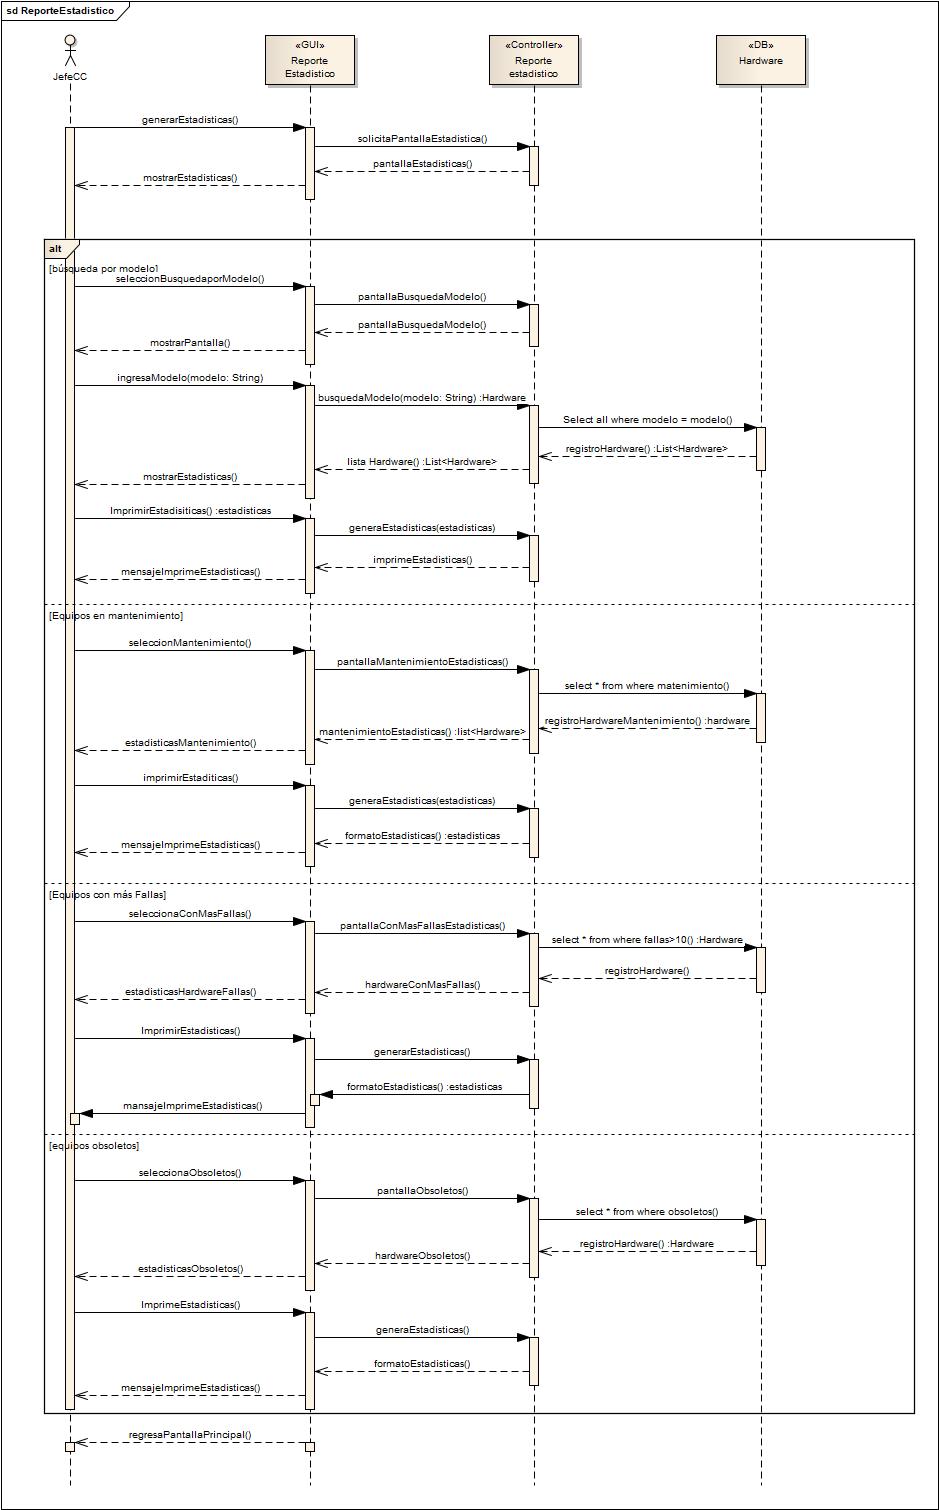 sd ReporteEstadistico
JefeCC
«GUI»
Reporte
Estadistico
«Controller»
Reporte
estadistico
«DB»
Hardware
generarEstadisticas()
solicitaPantallaEstadistica()
pantallaEstadisticas()
mostrarEstadisticas()
alt
[búsqueda por modelo]
seleccionBusquedaporModelo()
pantallaBusquedaModelo()
pantallaBusquedaModelo()
mostrarPantalla()
ingresaModelo(modelo: String)
busquedaModelo(modelo: String) :Hardware
Select all where modelo = modelo()
registroHardware() :List<Hardware>
lista Hardware() :List<Hardware>
mostrarEstadisticas()
ImprimirEstadisiticas() :estadisticas
generaEstadisticas(estadisticas)
imprimeEstadisticas()
mensajeImprimeEstadisticas()
[Equipos en mantenimiento]
seleccionMantenimiento()
pantallaMantenimientoEstadisticas()
select * from where matenimiento()
registroHardwareMantenimiento() :hardware
mantenimientoEstadisticas() :list<Hardware>
estadisticasMantenimiento()
imprimirEstaditicas()
generaEstadisticas(estadisticas)
formatoEstadisticas() :estadisticas
mensajeImprimeEstadisticas()
[Equipos con más Fallas]
seleccionaConMasFallas()
pantallaConMasFallasEstadisticas()
select * from where fallas>10() :Hardware
registroHardware()
hardwareConMasFallas()
estadisticasHardwareFallas()
ImprimirEstadisticas()
generarEstadisticas()
formatoEstadisticas() :estadisticas
mansajeImprimeEstadisticas()
[equipos obsoletos]
seleccionaObsoletos()
pantallaObsoletos()
select * from where obsoletos()
registroHardware() :Hardware
hardwareObsoletos()
estadisticasObsoletos()
ImprimeEstadisticas()
generaEstadisticas()
formatoEstadisticas()
mensajeImprimeEstadisticas()
regresaPantallaPrincipal()